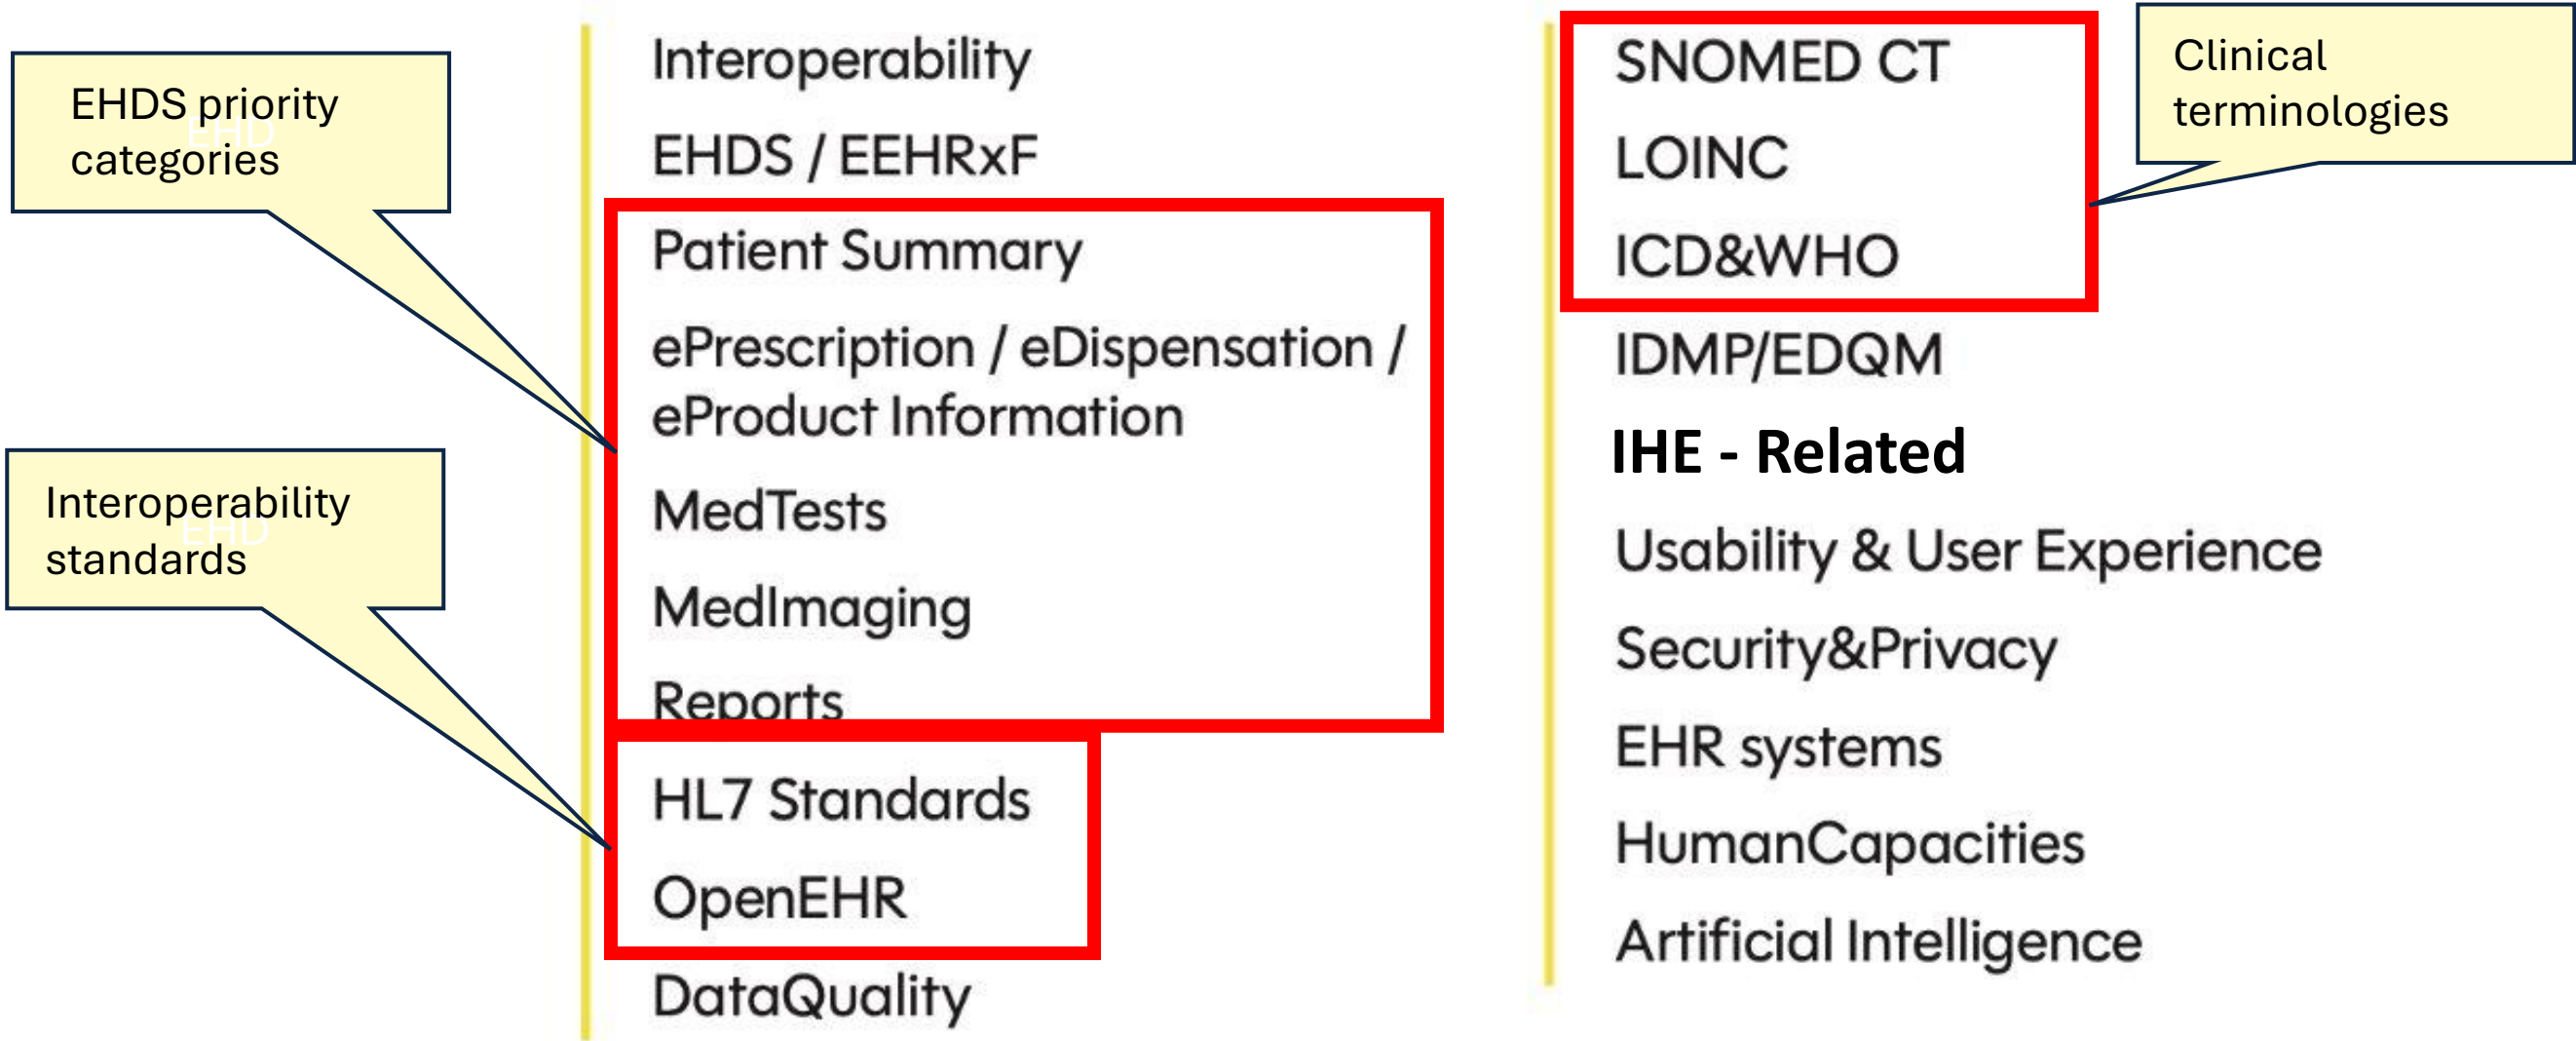 EHDS priority
categories
EHD
Interoperability
standards
EHD
Interoperability
EHDS / EEHRxF
Patient Summary
ePrescription / eDispensation /
eProduct Information
MedTests
MedImaging
Reports
HL7 Standards
OpenEHR
DataQuality
SNOMED CT
LOINC
ICD&WHO
IDMP/EDQM
IHE - Related
Usability & User Experience
Security&Privacy
EHR systems
HumanCapacities
Artificial Intelligence
Clinical
terminologies